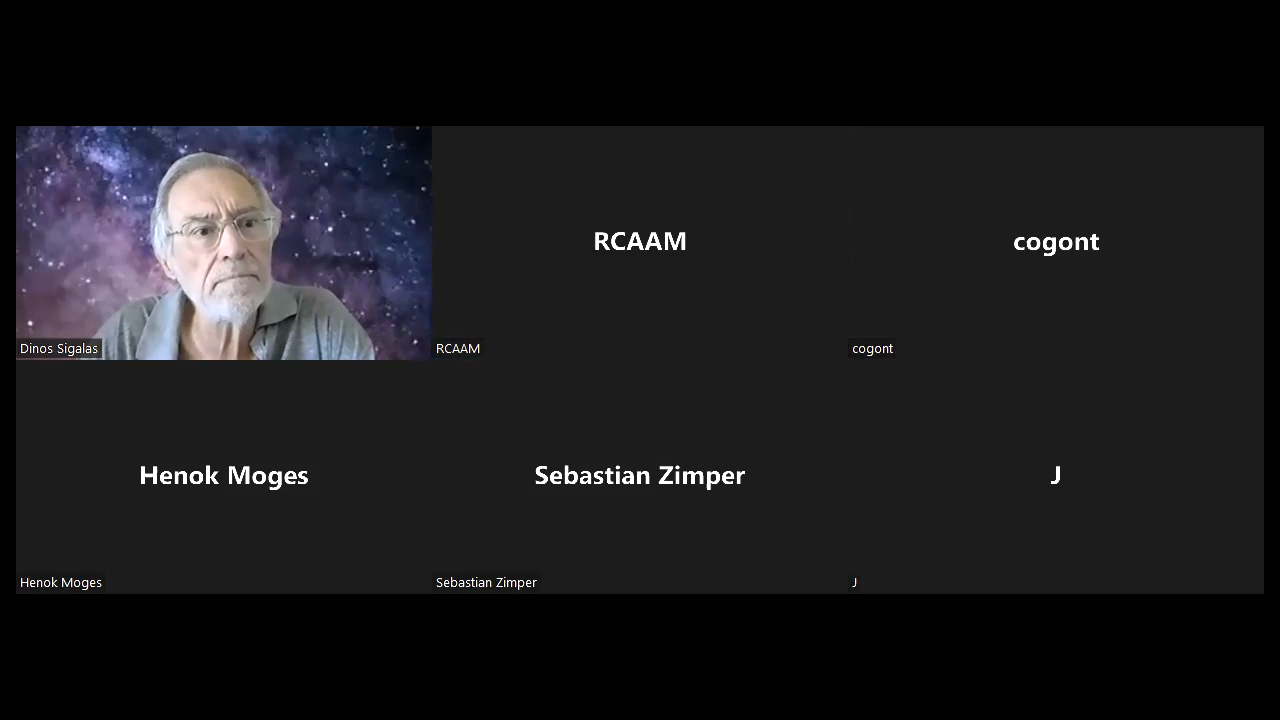 RCAAM
cogont
Dinos Sigalas
RCAAM
cogont
Henok Moges
Sebastian Zimper
J
Henok Moges
Sebastian Zimper
J